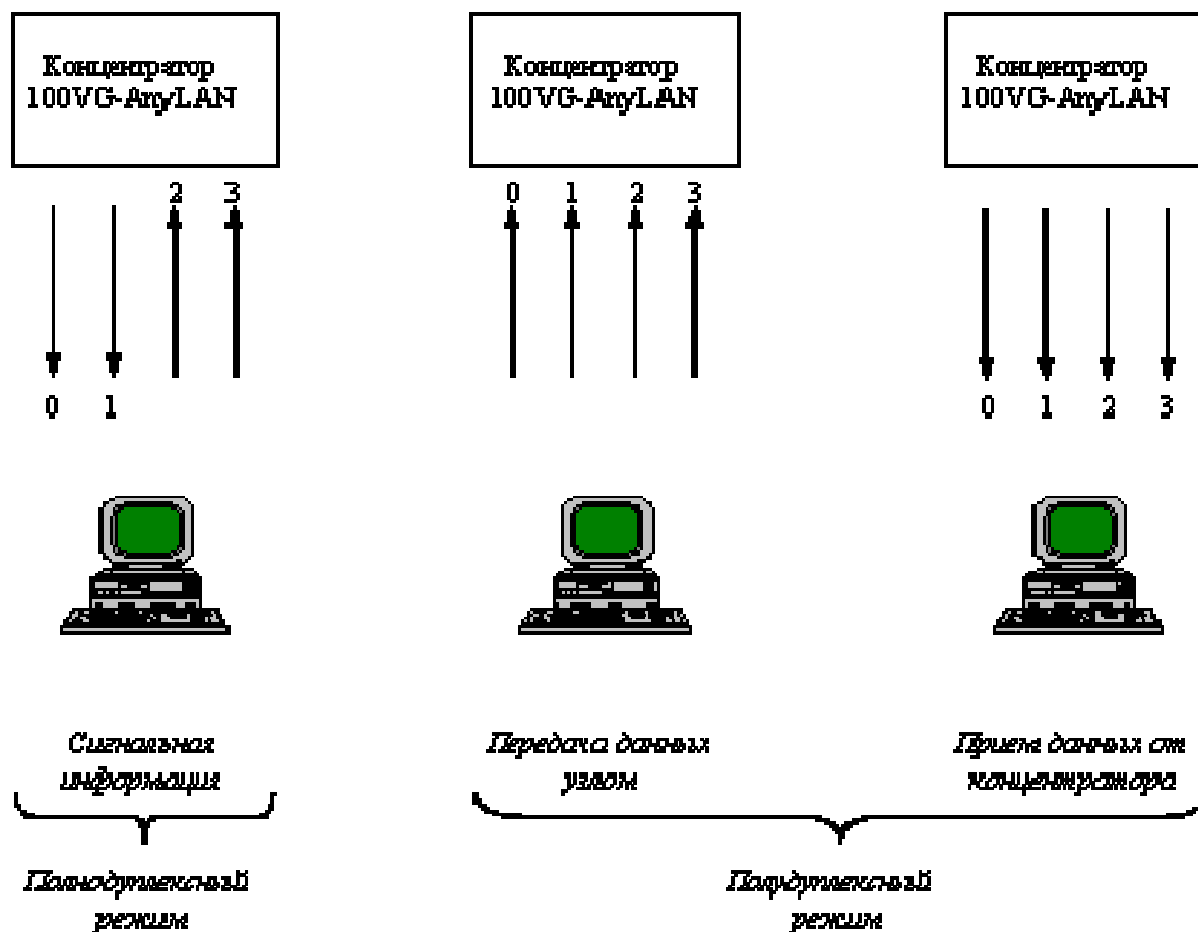 Концентратор
100VG-AnyLAN
Концентратор
100VG-AnyLAN
Концентратор
100VG-AnyLAN
2 3
0 1
0 1 2 3
0 1 2 3
Сигнальная
информация
Передача данных
узлом
Прием данных от
концентратора
Полнодуплексный
режим
Полудуплексный
режим